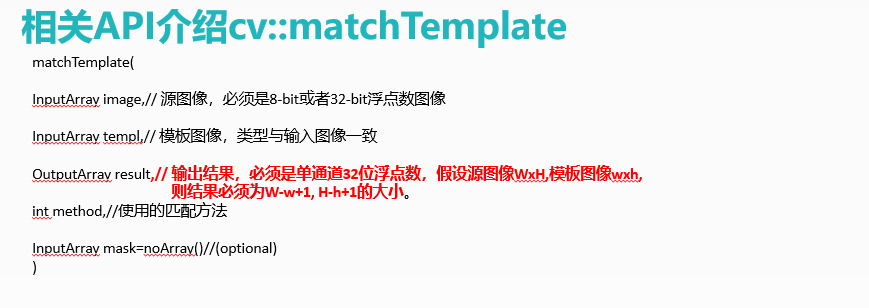 相关API介绍cv::matchTemplate
matchTemplate(
InputArray image,// 源图像，必须是8-bit或者32-bit浮点数图像
InputArray templ,// 模板图像，类型与输入图像一致
OutputArray result,// 输出结果，必须是单通道32位浮点数，假设源图像WxH,模板图像wxh,
则结果必须为W-w+1, H-h+1的大小。
int method,//使用的匹配方法
InputArray mask=noArray()//(optional)
)